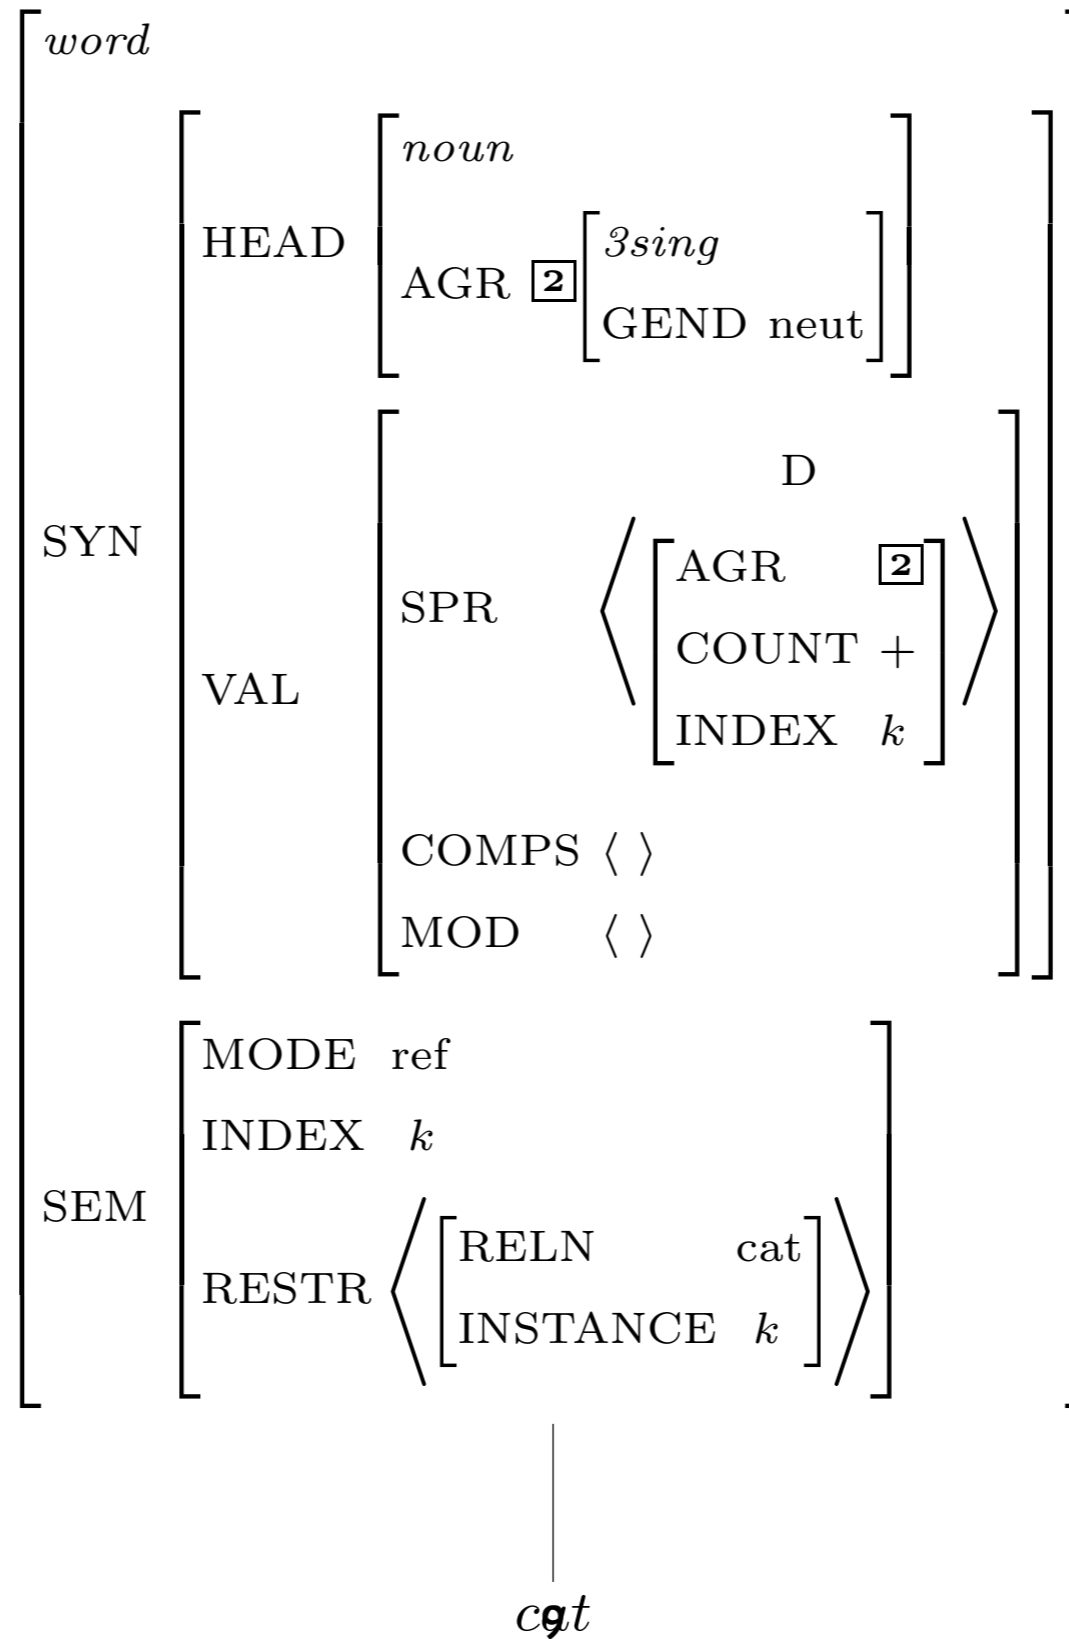 word
noun
HEAD
3sing
AGR 2
GEND neut
D
SYN
AGR 2
SPR
COUNT +
VAL
INDEX k
COMPS ⟨ ⟩
MOD ⟨ ⟩
MODE ref
INDEX k
SEM
RELN cat
RESTR
INSTANCE k
cat